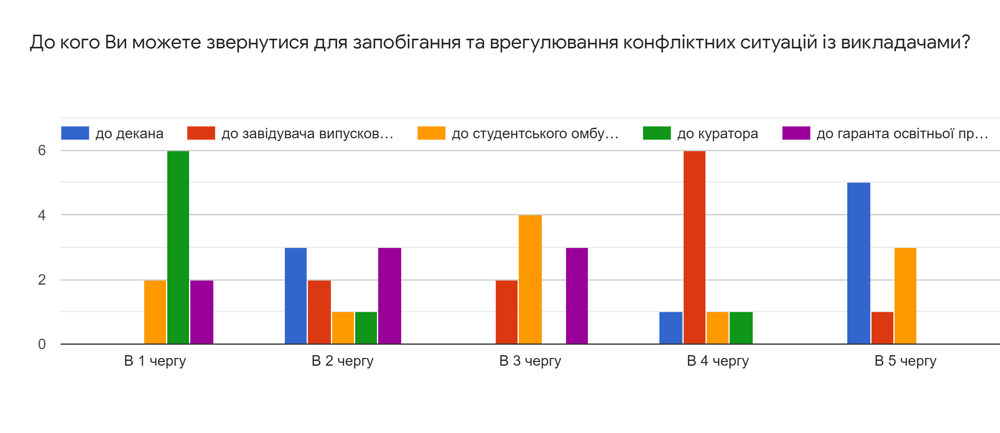 До кого Ви можете звернутися для запобігання та врегулювання конфліктних ситуацій із викладачами?
до декана
до завідувача випусков…
до студентського омбу…
до куратора
до гаранта освітньої пр…
6
4
2
0
В 1 чергу
В 2 чергу
В 3 чергу
В 4 чергу
В 5 чергу